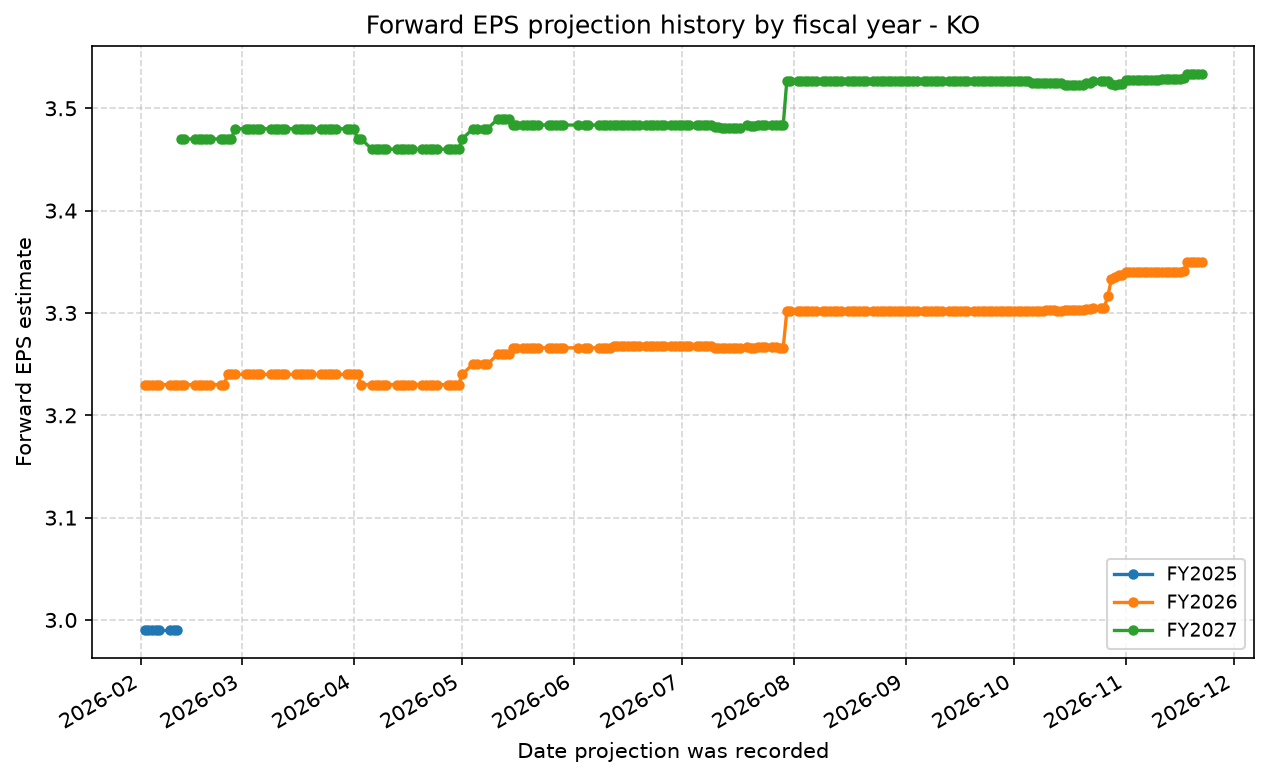 Forward EPS projection history by fiscal year - KO
Forward EPS estimate
3.5
3.4
3.3
3.2
3.1
3.0
FY2025
FY2026
FY2027
2026-02
2026-03
2026-04
2026-05
2026-06
2026-07
2026-08
2026-09
2026-10
2026-11
2026-12
Date projection was recorded